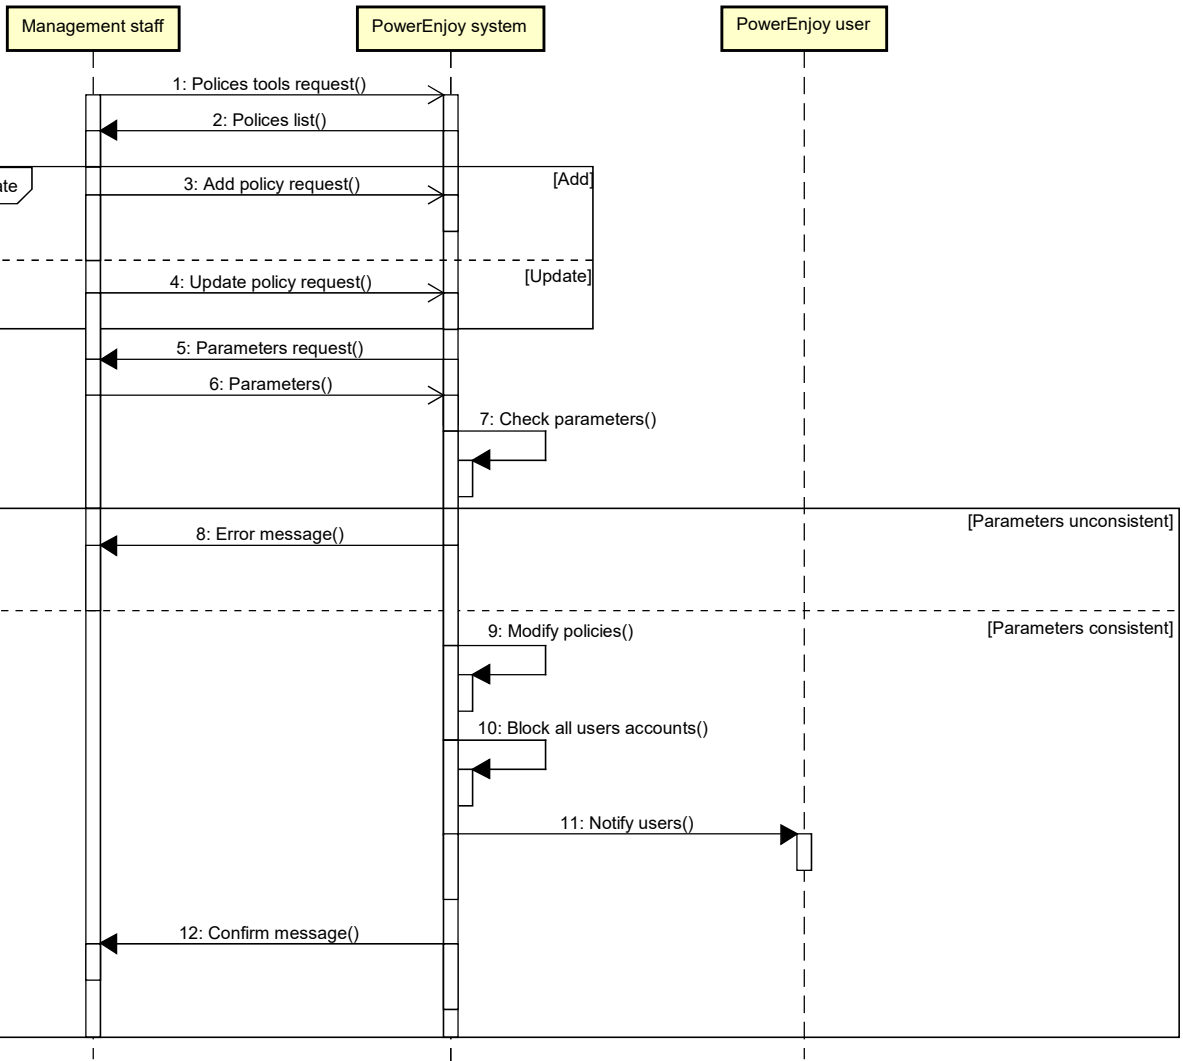 Management staff
PowerEnjoy system
PowerEnjoy user
1: Polices tools request()
2: Polices list()
ate
[Add]
3: Add policy request()
[Update]
4: Update policy request()
5: Parameters request()
6: Parameters()
7: Check parameters()
[Parameters unconsistent]
8: Error message()
[Parameters consistent]
9: Modify policies()
10: Block all users accounts()
11: Notify users()
12: Confirm message()